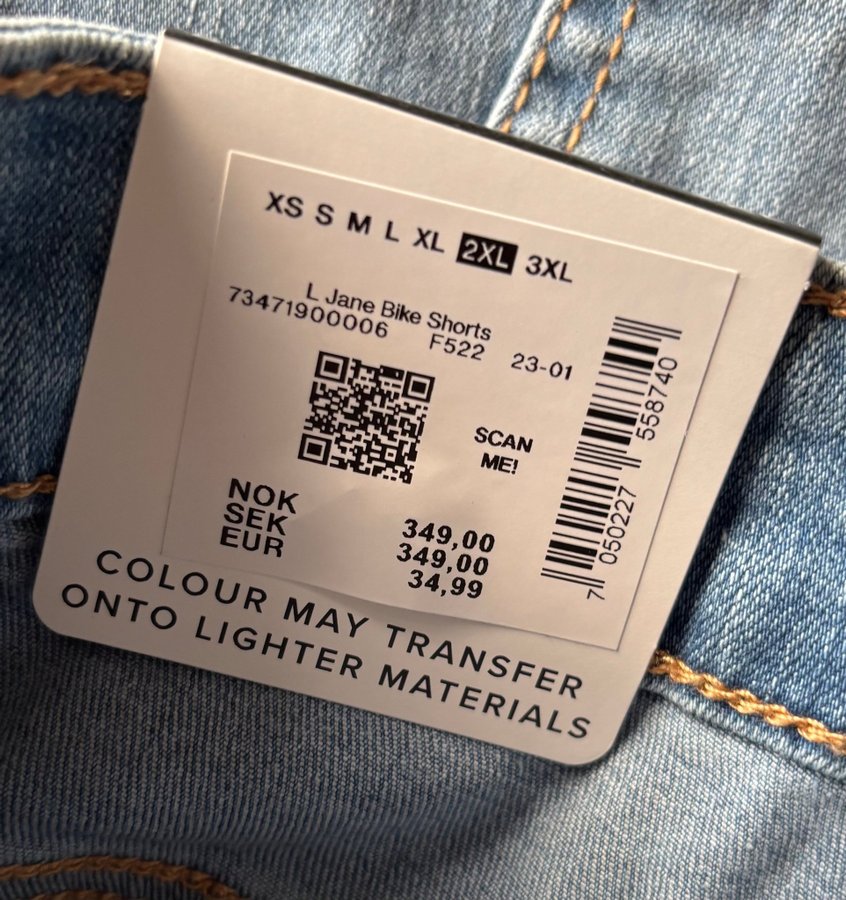 XS S M L XL 2XL 3XL
L Jane Bike Shorts
73471900006 F522 23-01
SCAN
ME!
NOK 349,00
SEK 349,00
EUR 34,99
7 050227 558740
COLOUR MAY TRANSFER
ONTO LIGHTER MATERIALS